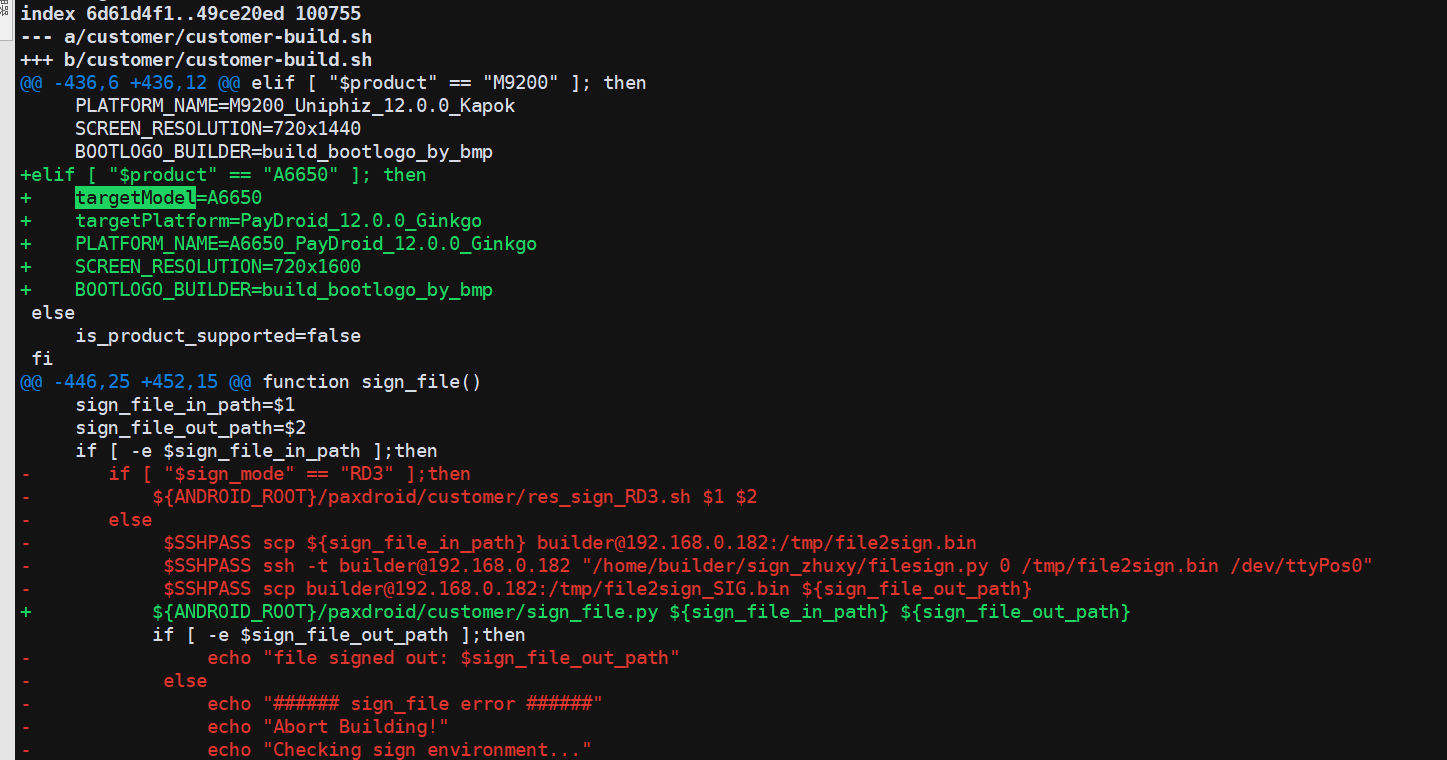 index 6d61d4f1..49ce20ed 100755
--- a/customer/customer-build.sh
+++ b/customer/customer-build.sh
@@ -436,6 +436,12 @@ elif [ "$product" == "M9200" ]; then
     PLATFORM_NAME=M9200_Uniphiz_12.0.0_Kapok
     SCREEN_RESOLUTION=720x1440
     BOOTLOGO_BUILDER=build_bootlogo_by_bmp
+elif [ "$product" == "A6650" ]; then
+    targetModel=A6650
+    targetPlatform=PayDroid_12.0.0_Ginkgo
+    PLATFORM_NAME=A6650_PayDroid_12.0.0_Ginkgo
+    SCREEN_RESOLUTION=720x1600
+    BOOTLOGO_BUILDER=build_bootlogo_by_bmp
 else
     is_product_supported=false
 fi
@@ -446,25 +452,15 @@ function sign_file()
     sign_file_in_path=$1
     sign_file_out_path=$2
     if [ -e $sign_file_in_path ];then
-       if [ "$sign_mode" == "RD3" ];then
-           ${ANDROID_ROOT}/paxdroid/customer/res_sign_RD3.sh $1 $2
-       else
-            $SSHPASS scp ${sign_file_in_path} builder@192.168.0.182:/tmp/file2sign.bin
-            $SSHPASS ssh -t builder@192.168.0.182 "/home/builder/sign_zhuxy/filesign.py 0 /tmp/file2sign.bin /dev/ttyPos0"
-            $SSHPASS scp builder@192.168.0.182:/tmp/file2sign_SIG.bin ${sign_file_out_path}
+           ${ANDROID_ROOT}/paxdroid/customer/sign_file.py ${sign_file_in_path} ${sign_file_out_path}
            if [ -e $sign_file_out_path ];then
-                echo "file signed out: $sign_file_out_path"
-            else
-                echo "###### sign_file error ######"
-                echo "Abort Building!"
-                echo "Checking sign environment..."